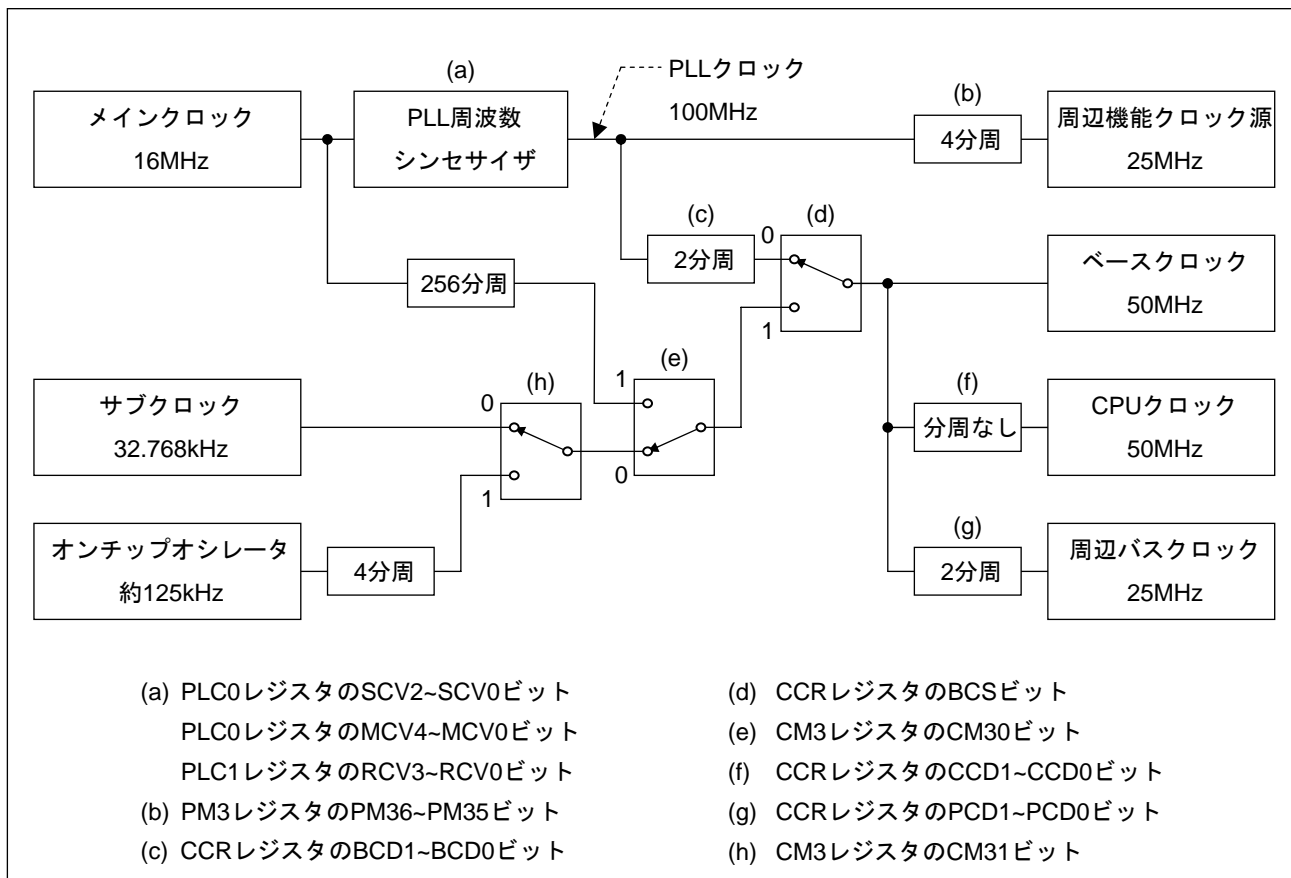 (a)
PLLクロック
100MHz
(b)
メインクロック
16MHz
PLL周波数
シンセサイザ
4分周
周辺機能クロック源
25MHz
(c)
(d)
0
2分周
1
ベースクロック
50MHz
256分周
(e)
1
0
(h)
0
1
サブクロック
32.768kHz
(f)
分周なし
CPUクロック
50MHz
オンチップオシレータ
約125kHz
4分周
(g)
2分周
周辺バスクロック
25MHz
(a) PLC0レジスタのSCV2~SCV0ビット
PLC0レジスタのMCV4~MCV0ビット
PLC1レジスタのRCV3~RCV0ビット
(b) PM3レジスタのPM36~PM35ビット
(c) CCRレジスタのBCD1~BCD0ビット
(d) CCRレジスタのBCSビット
(e) CM3レジスタのCM30ビット
(f) CCRレジスタのCCD1~CCD0ビット
(g) CCRレジスタのPCD1~PCD0ビット
(h) CM3レジスタのCM31ビット